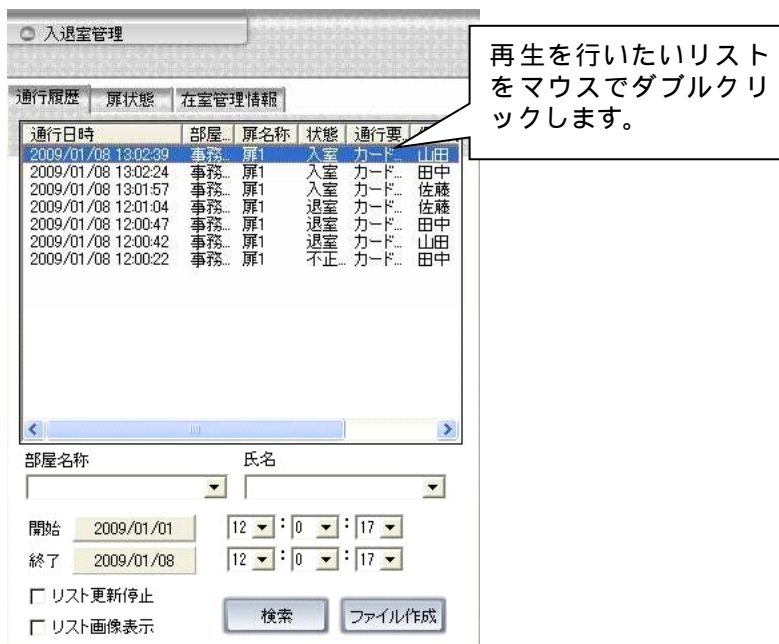 入退室管理
再生を行いたいリスト
をマウスでダブルクリ
ックします。
通行履歴 扉状態 在室管理情報
通行日時 部屋... 扉名称 状態 通行要
2009/01/08 13:02:39 事務... 扉1 入室 カード... 山田
2009/01/08 13:02:24 事務... 扉1 入室 カード... 田中
2009/01/08 13:01:57 事務... 扉1 入室 カード... 佐藤
2009/01/08 12:01:04 事務... 扉1 退室 カード... 佐藤
2009/01/08 12:00:47 事務... 扉1 退室 カード... 田中
2009/01/08 12:00:42 事務... 扉1 退室 カード... 山田
2009/01/08 12:00:22 事務... 扉1 不正... カード... 田中
部屋名称 氏名
開始 2009/01/01 12 : 0 : 17
終了 2009/01/08 12 : 0 : 17
リスト更新停止
リスト画像表示
検索 ファイル作成